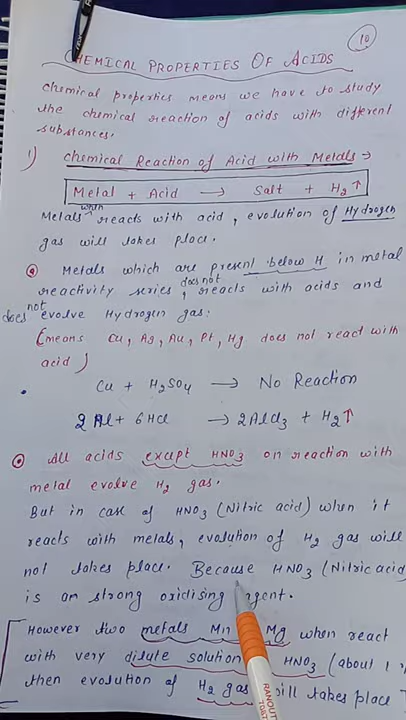 10
CHEMICAL PROPERTIES OF ACIDS
Chemical properties means we have to study
the chemical reaction of acids with different
substances.
1) Chemical Reaction of Acid with Metals→
Metal + Acid → Salt + H₂↑
Metals when reacts with acid, evolution of Hydrogen
gas will takes place.
Metals which are present below H in metal
reactivity series, does not reacts with acids and
does not evolve Hydrogen gas:
(means Cu, Ag, Au, Pt, Hg does not react with
acid)
Cu + H₂SO₄ → No Reaction
2Al + 6HCl → 2AlCl₃ + H₂↑
All acids except HNO₃ on reaction with
metal evolve H₂ gas.
But in case of HNO₃ (Nitric acid) when it
reacts with metals, evolution of H₂ gas will
not takes place. Because HNO₃ (Nitric acid)
is an strong oxidising agent.
However two metals Mn Mg when react
with very dilute solution HNO₃ (about 1
then evolution of H₂ gas will takes place
RANOUT